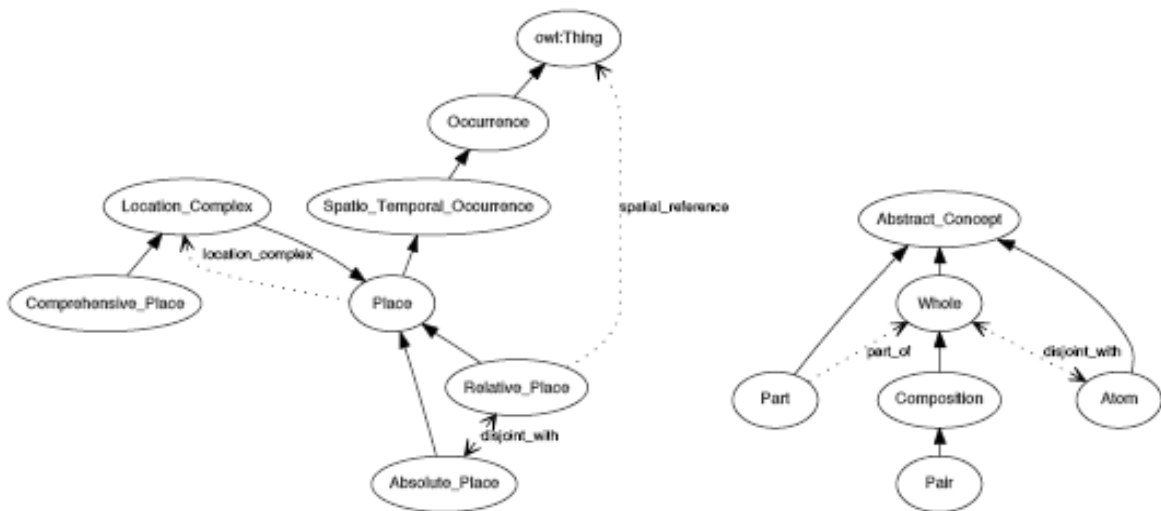 owl:Thing
Occurrence
Location_Complex
Spatio_Temporal_Occurrence
spatial_reference
Abstract_Concept
location_complex
Comprehensive_Place
Place
Whole
part_of
disjoint_with
Relative_Place
Part
Composition
Atom
disjoint_with
Absolute_Place
Pair